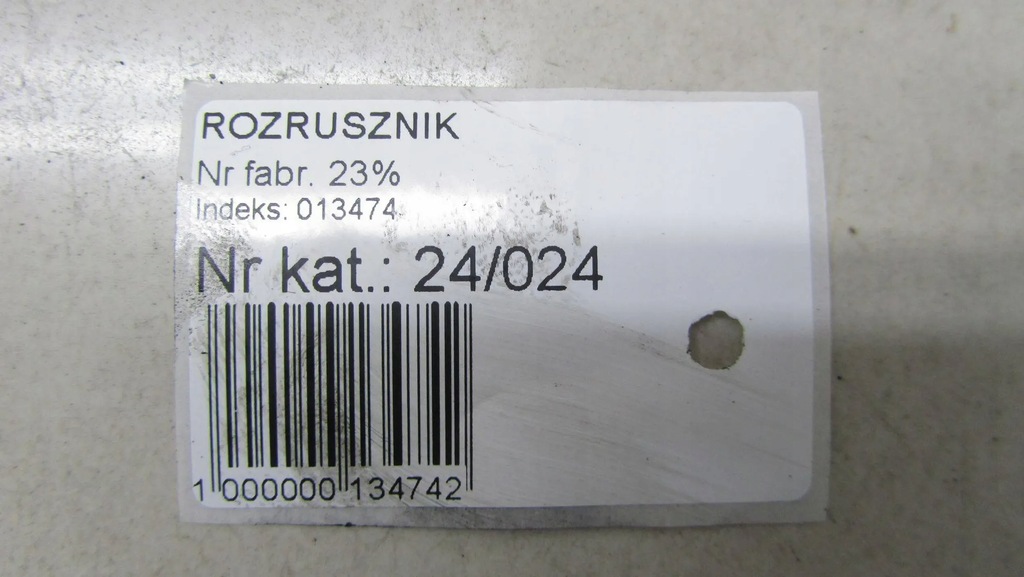 ROZRUSZNIK
Nr fabr. 23%
Indeks: 013474
Nr kat.: 24/024
1 000000 134742